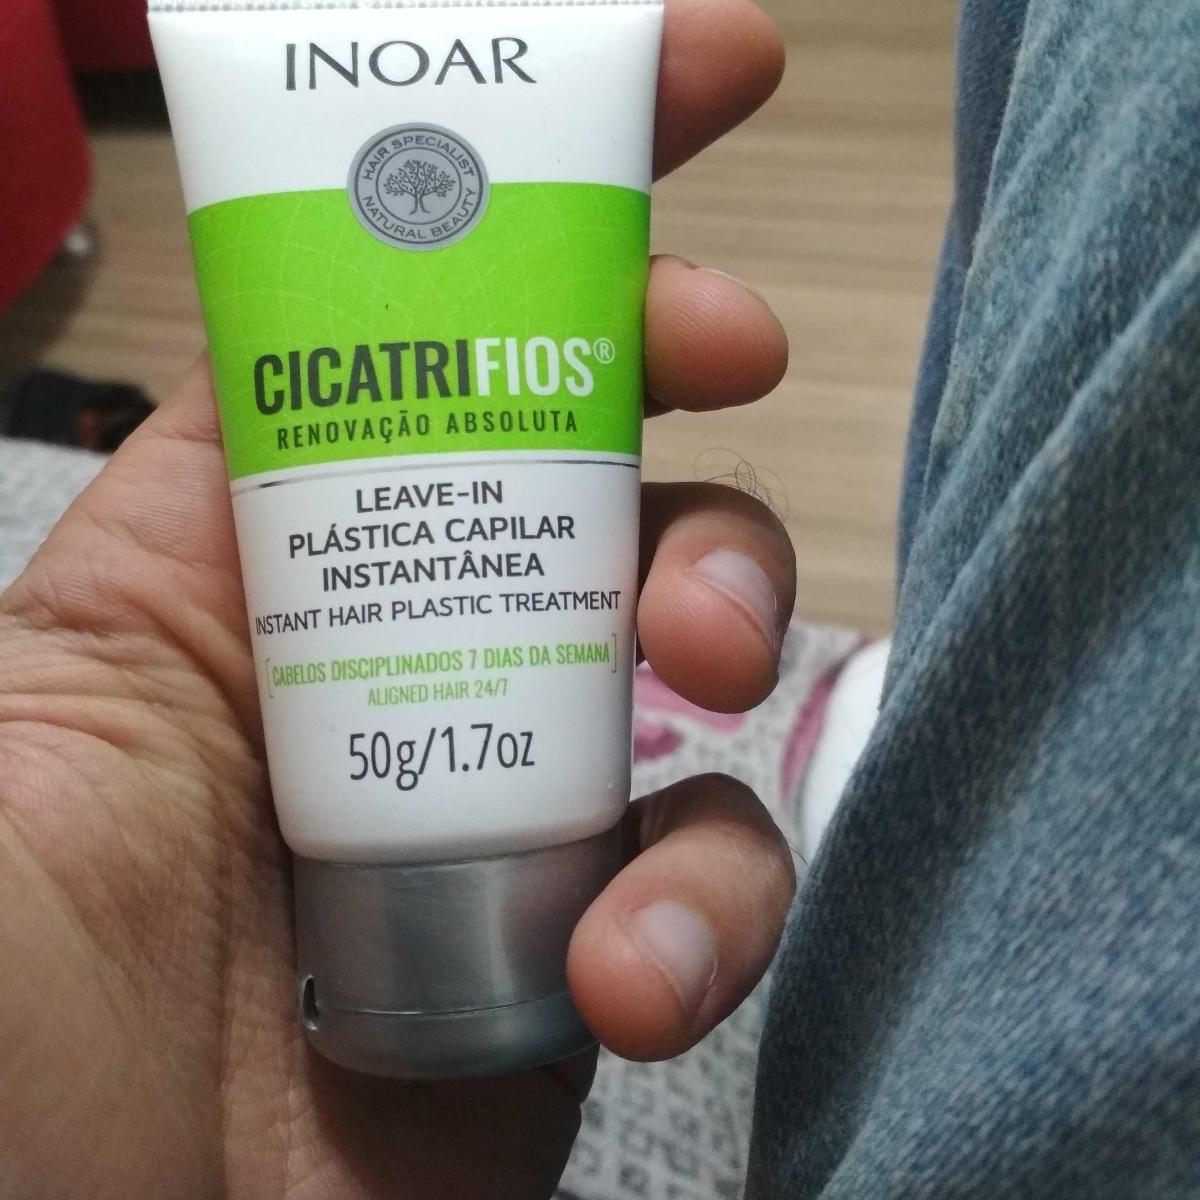 INOAR
HAIR SPECIALIST
NATURAL BEAUTY
CICATRIFIOS®
RENOVAÇÃO ABSOLUTA
LEAVE-IN
PLÁSTICA CAPILAR
INSTANTÂNEA
INSTANT HAIR PLASTIC TREATMENT
[CABELOS DISCIPLINADOS 7 DIAS DA SEMANA]
ALIGNED HAIR 24/7
50g/1.7oz